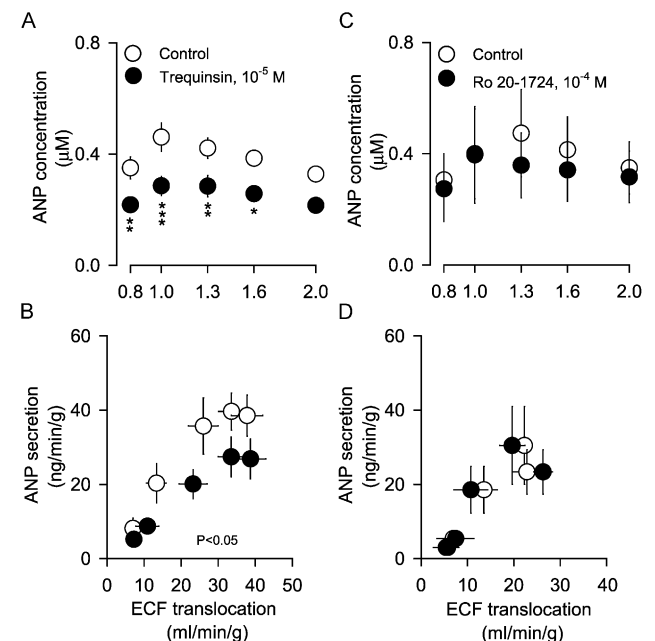 A
0.8
0.4
0.0
ANP concentration
(μM)
Control
Trequinsin, 10⁻⁵ M
**
***
**
*
0.8 1.0 1.3 1.6 2.0
C
0.8
0.4
0.0
ANP concentration
(μM)
Control
Ro 20-1724, 10⁻⁴ M
0.8 1.0 1.3 1.6 2.0
B
60
40
20
0
ANP secretion
(ng/min/g)
P<0.05
0 10 20 30 40 50
ECF translocation
(ml/min/g)
D
60
40
20
0
ANP secretion
(ng/min/g)
0 10 20 30 40
ECF translocation
(ml/min/g)